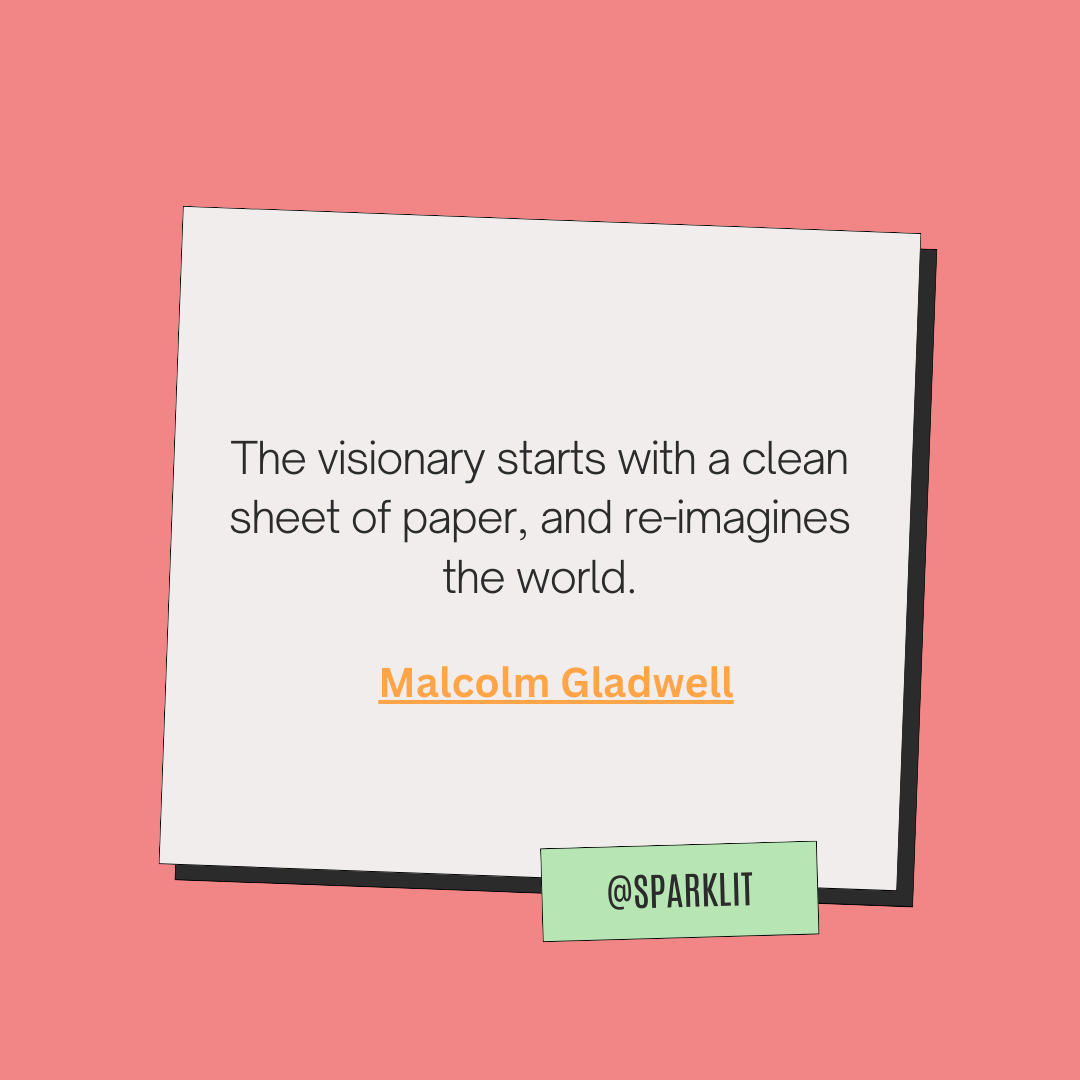 The visionary starts with a clean
sheet of paper, and re-imagines
the world.
Malcolm Gladwell
@SPARKLIT